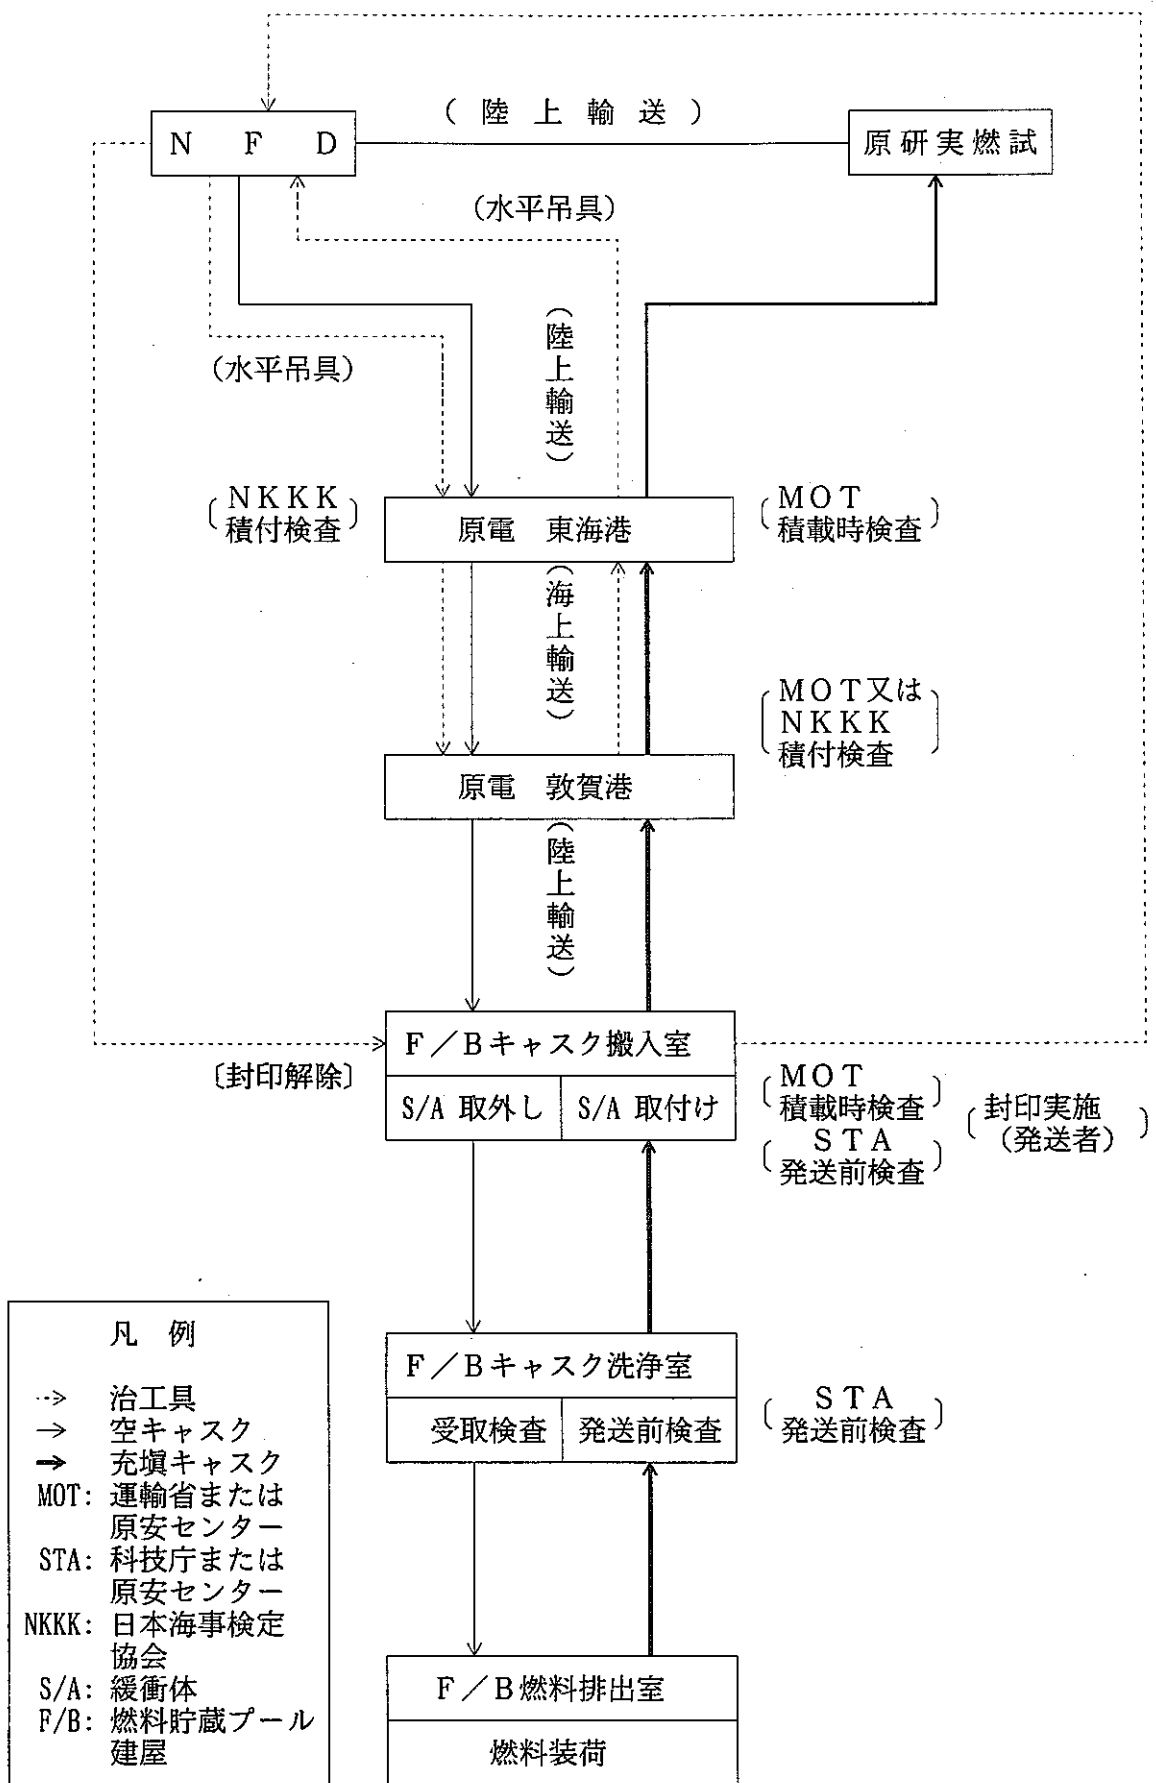 (陸上輸送)
NFD
原研実燃試
(水平吊具)
(陸上輸送)
(水平吊具)
NKKK
積付検査
原電 東海港
MOT
積載時検査
(海上輸送)
MOT又は
NKKK
積付検査
原電 敦賀港
(陸上輸送)
F/Bキャスク搬入室
〔封印解除〕
S/A 取外し
S/A 取付け
MOT
積載時検査
STA
発送前検査
封印実施
(発送者)
F/Bキャスク洗浄室
受取検査
発送前検査
STA
発送前検査
F/B燃料排出室
燃料装荷
凡例
治工具
空キャスク
充塡キャスク
MOT: 運輸省または
原安センター
STA: 科技庁または
原安センター
NKKK: 日本海事検定
協会
S/A: 緩衝体
F/B: 燃料貯蔵プール
建屋